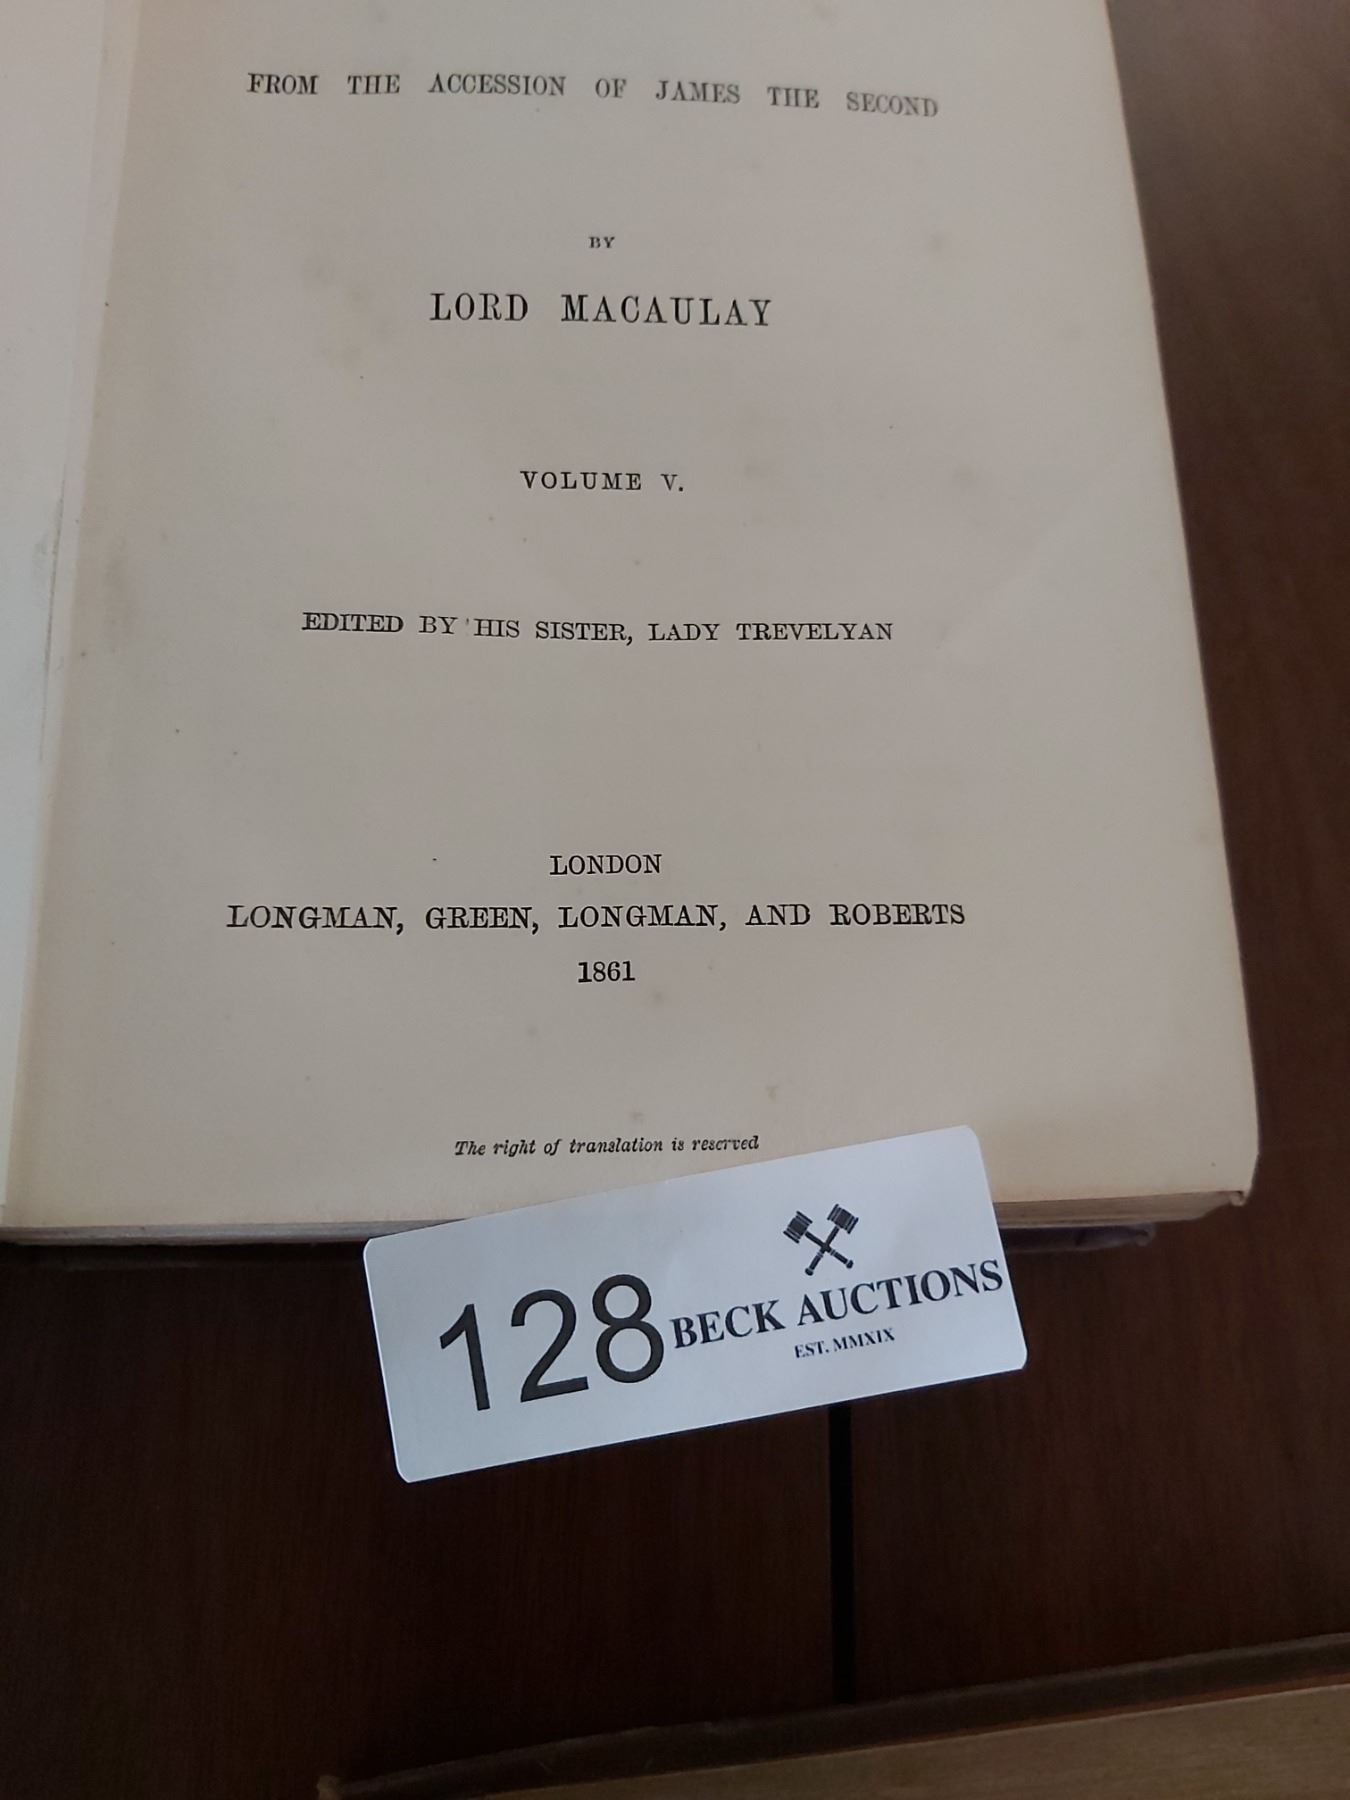 FROM THE ACCESSION OF JAMES THE SECOND
BY
LORD MACAULAY
VOLUME V.
EDITED BY HIS SISTER, LADY TREVELYAN
LONDON
LONGMAN, GREEN, LONGMAN, AND ROBERTS
1861
The right of translation is reserved
128
BECK AUCTIONS
EST. MMXIX